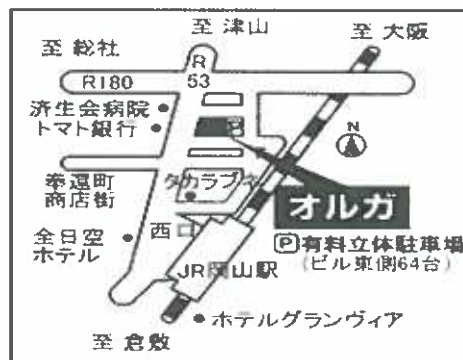 至 津山
至 総社
至 大阪
R
53
R180
済生会病院
トマト銀行
N
奉還町
商店街
タカラブネ
オルガ
西口
全日空
ホテル
P有料立体駐車場
(ビル東側64台)
JR岡山駅
ホテルグランヴィア
至 倉敷